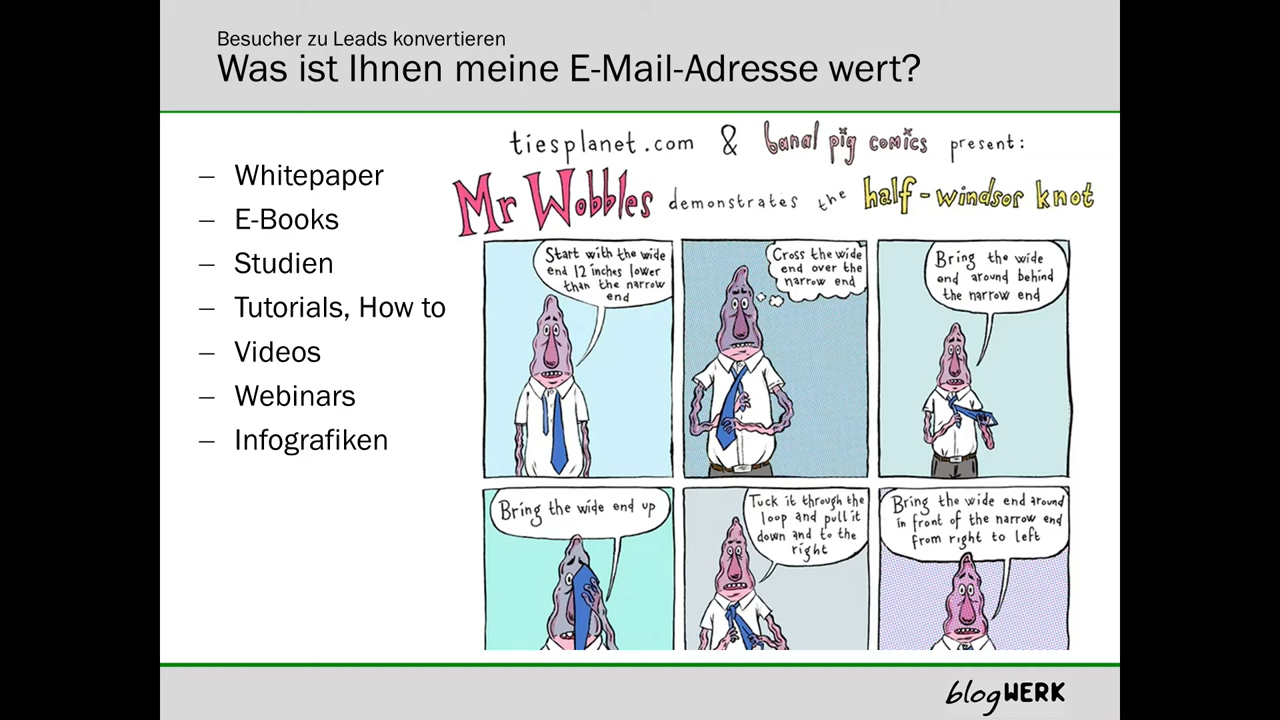 Besucher zu Leads konvertieren
Was ist Ihnen meine E-Mail-Adresse wert?
– Whitepaper
– E-Books
– Studien
– Tutorials, How to
– Videos
– Webinars
– Infografiken
tiesplanet.com & banal pig comics present:
Mr Wobbles demonstrates the half-windsor knot
Start with the wide
end 12 inches lower
than the narrow
end
Cross the wide
end over the
narrow end
Bring the wide
end around behind
the narrow end
Bring the wide end up
Tuck it through the
loop and pull it
down and to the
right
Bring the wide end around
in front of the narrow end
from right to left
blogWERK